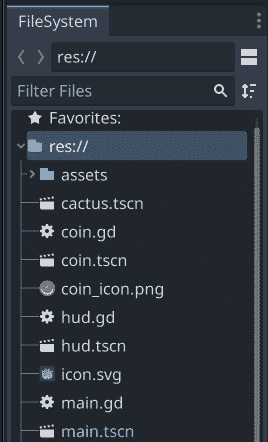 FileSystem
res://
Filter Files
Favorites:
res://
assets
cactus.tscn
coin.gd
coin.tscn
coin_icon.png
hud.gd
hud.tscn
icon.svg
main.gd
main.tscn